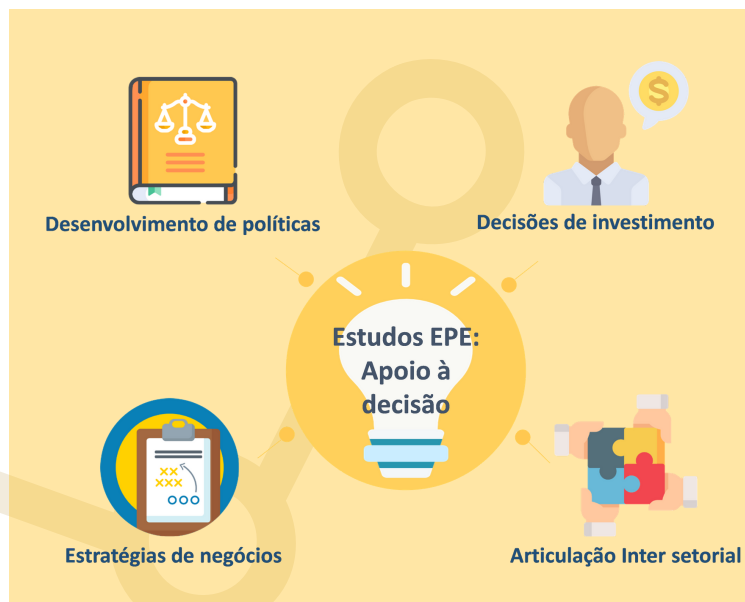 Desenvolvimento de políticas
Decisões de investimento
Estudos EPE:
Apoio à
decisão
Estratégias de negócios
Articulação Inter setorial